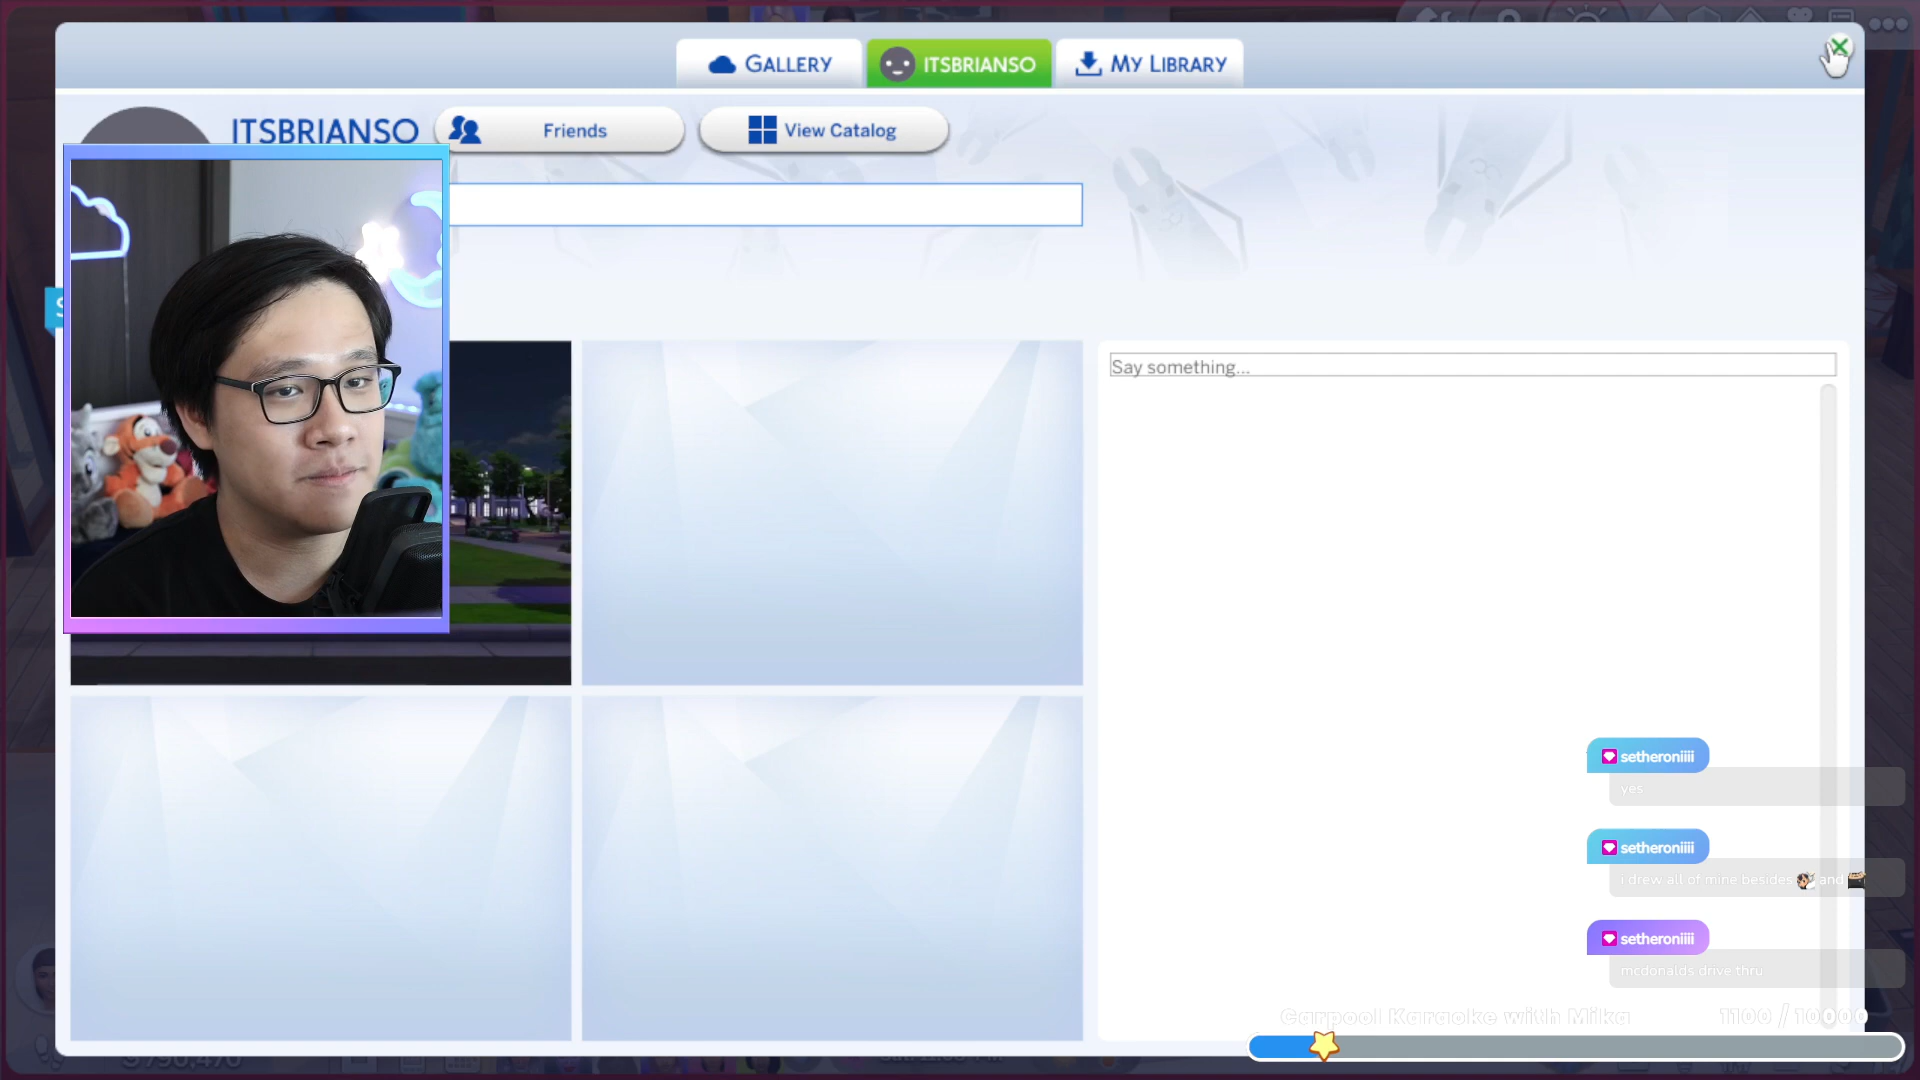 GALLERY
ITSBRIANSO
MY LIBRARY
ITSBRIANSO
Friends
View Catalog
Say something...
setheroniiii
yes
setheroniiii
i drew all of mine besides and
setheroniiii
mcdonalds drive thru
Carpool Karaoke with Mika 1100 / 10000